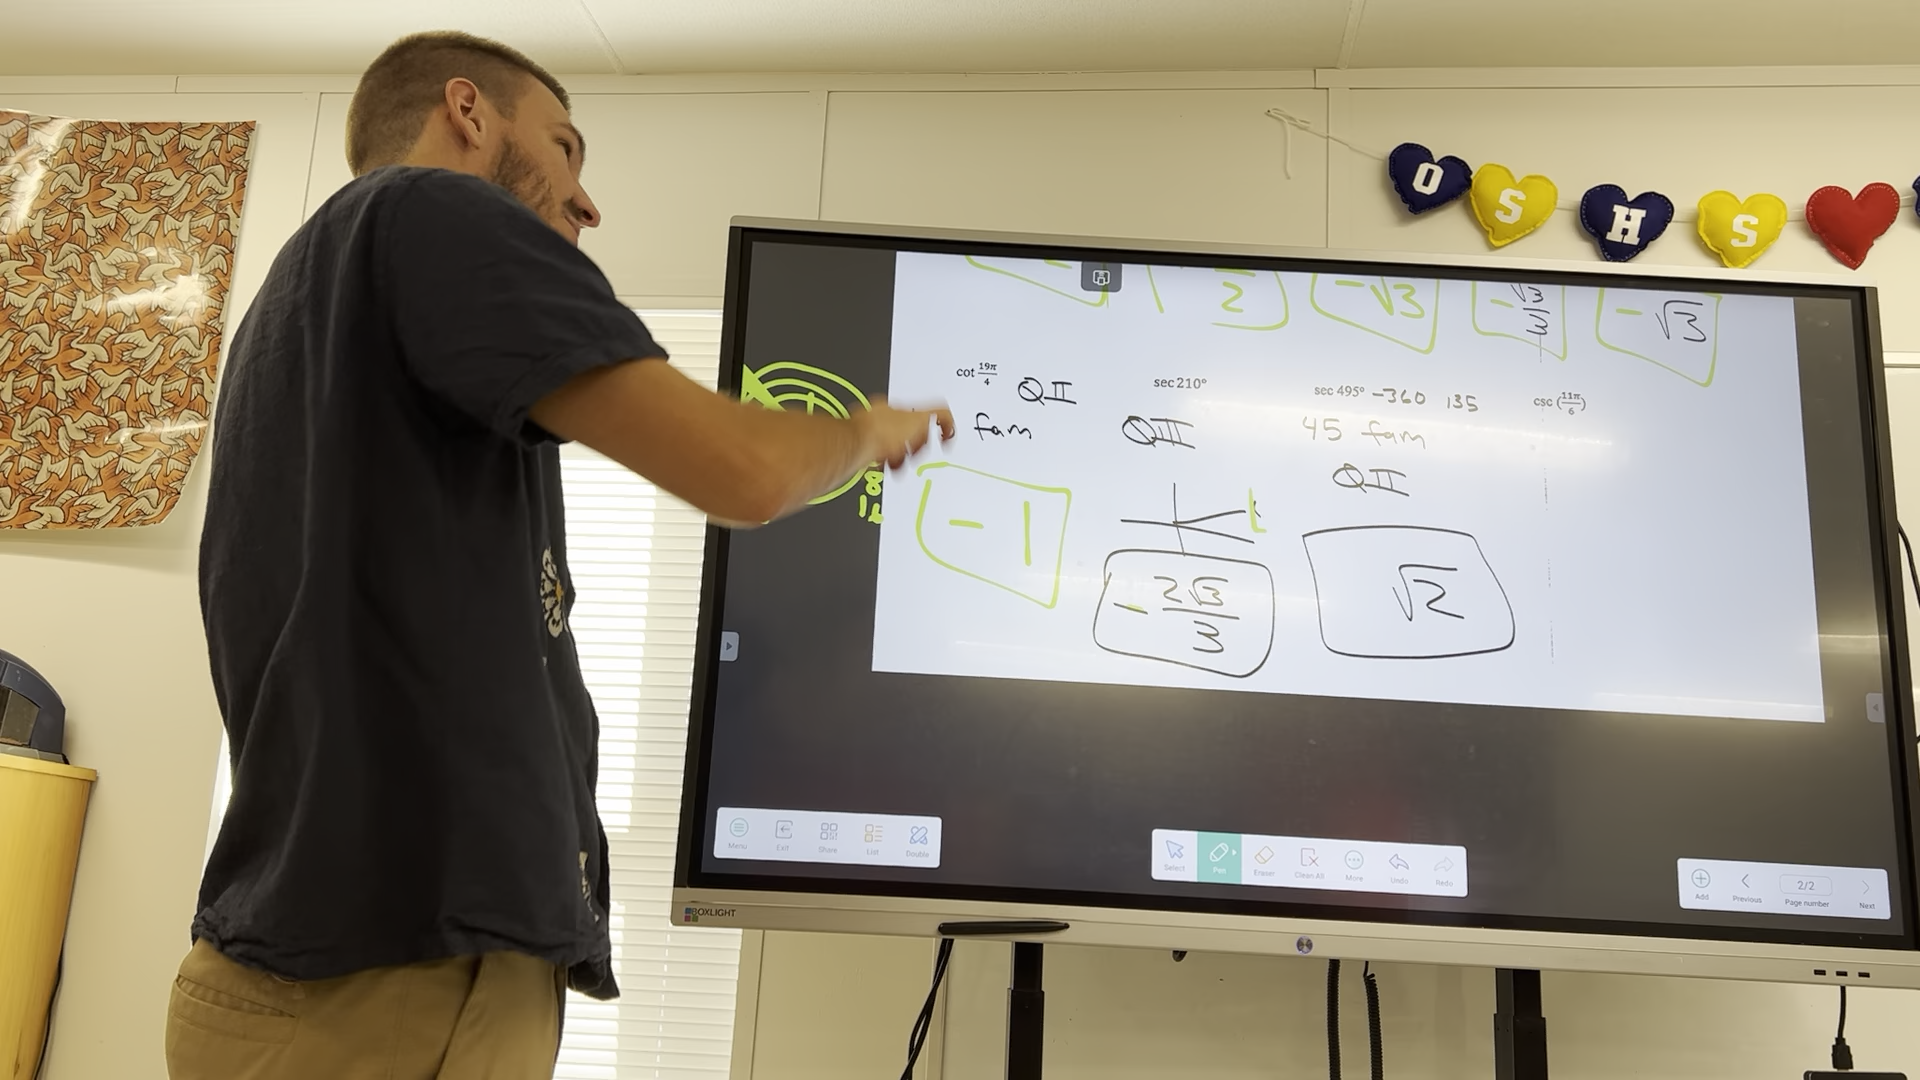 O S H S
2
-√3
-√3/3
-√3
cot 19π/4
QII
sec 210°
sec 495° -360 135
csc (11π/6)
fam
QIII
45 fam
QII
-1
-2√3/3
√2
Menu
Exit
Share
List
Double
Select
Pen
Eraser
Clean All
More
Undo
Redo
Add
Previous
2/2
Page number
Next
BOXLIGHT